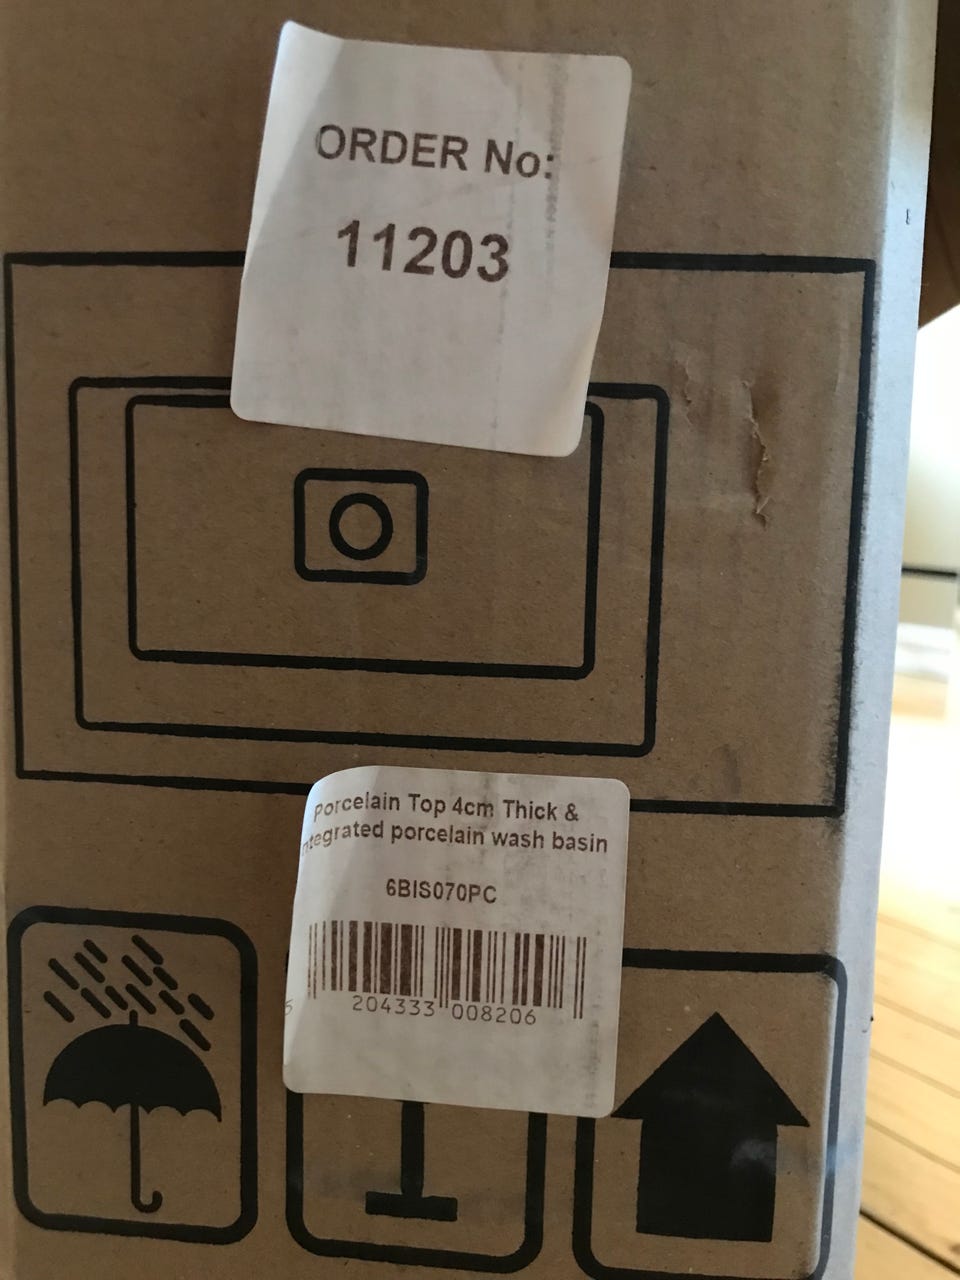 ORDER No:
11203
Porcelain Top 4cm Thick &
ntegrated porcelain wash basin
6BIS070PC
204333 008206